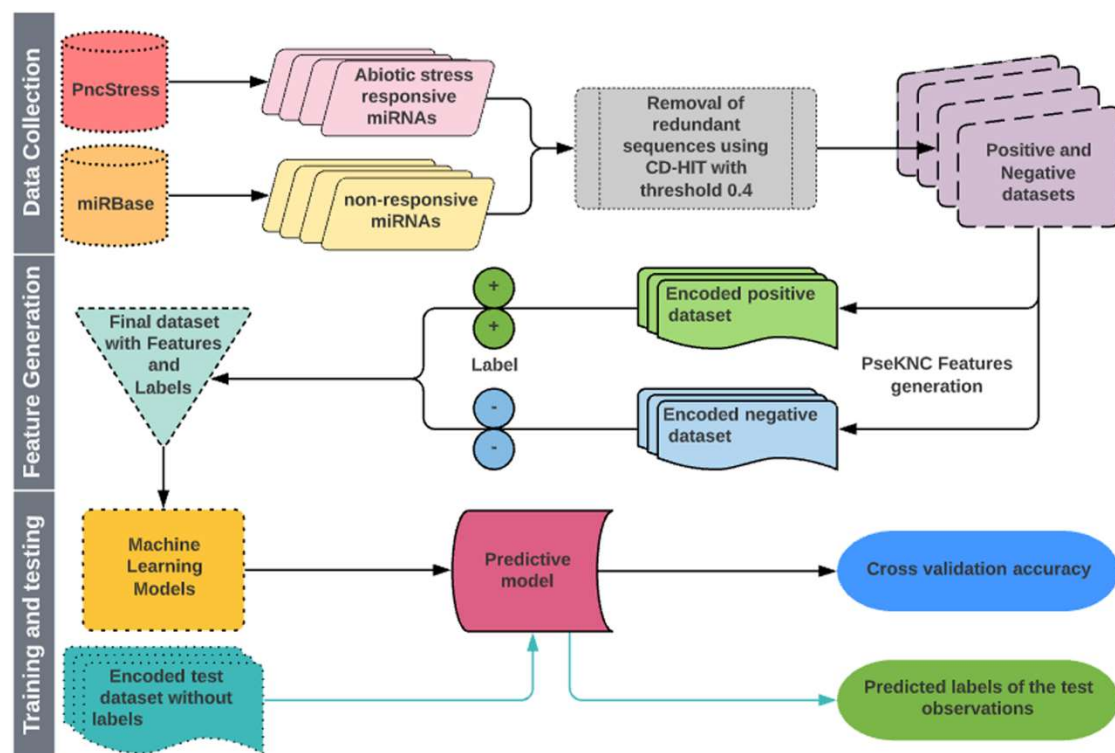 Data Collection
PncStress
Abiotic stress
responsive
miRNAs
Removal of
redundant
sequences using
CD-HIT with
threshold 0.4
Positive and
Negative
datasets
miRBase
non-responsive
miRNAs
Feature Generation
Final dataset
with Features
and
Labels
+
+
Label
-
-
Encoded positive
dataset
PseKNC Features
generation
Encoded negative
dataset
Training and testing
Machine
Learning
Models
Predictive
model
Cross validation accuracy
Encoded test
dataset without
labels
Predicted labels of the test
observations